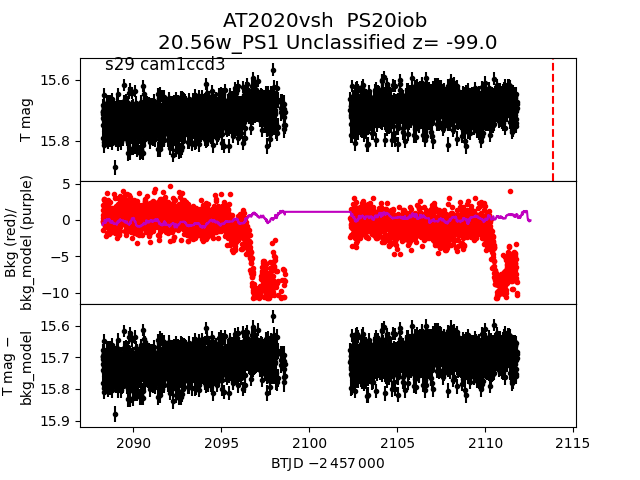 AT2020vsh  PS20iob
20.56w_PS1 Unclassified z= -99.0
s29 cam1ccd3
15.6
15.8
T mag
5
0
−5
−10
Bkg (red)/
bkg_model (purple)
15.6
15.7
15.8
15.9
T mag −
bkg_model
2090
2095
2100
2105
2110
2115
BTJD −2 457 000